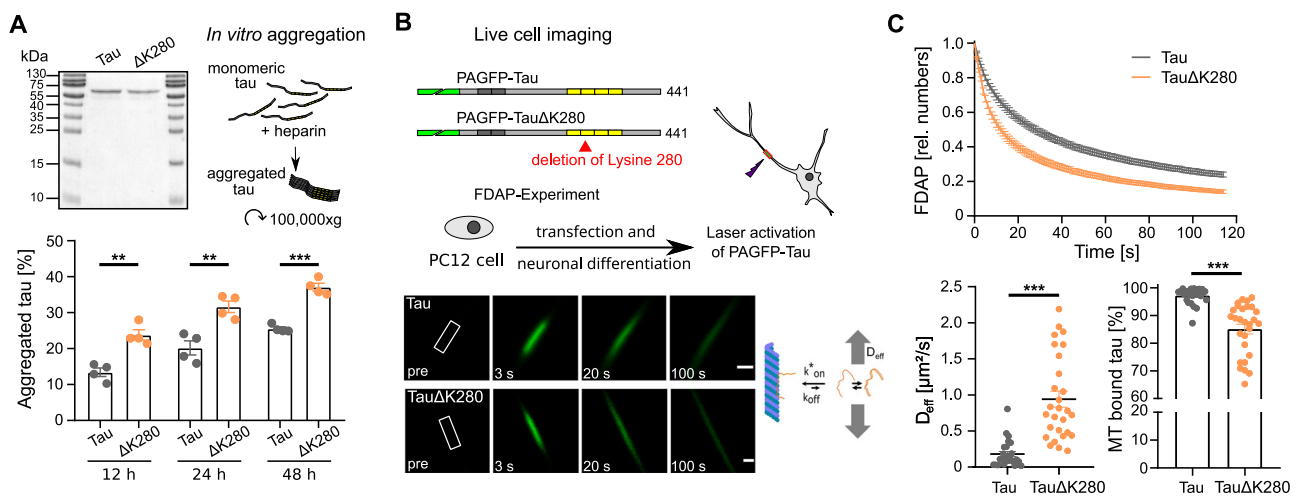 A
kDa
Tau
ΔK280
130
75
55
40
35
25
15
10
In vitro aggregation
monomeric
tau
+ heparin
aggregated
tau
100,000xg
Aggregated tau [%]
50
40
30
20
10
0
**
**
***
Tau
ΔK280
Tau
ΔK280
Tau
ΔK280
12 h
24 h
48 h
B
Live cell imaging
PAGFP-Tau
441
PAGFP-TauΔK280
441
deletion of Lysine 280
FDAP-Experiment
PC12 cell
transfection and
neuronal differentiation
Laser activation
of PAGFP-Tau
Tau
pre
3 s
20 s
100 s
TauΔK280
pre
3 s
20 s
100 s
k*on
koff
Deff
C
FDAP [rel. numbers]
1.0
0.8
0.6
0.4
0.2
0
0
20
40
60
80
100
120
Time [s]
Tau
TauΔK280
Deff [µm²/s]
2.5
2.0
1.5
1.0
0.5
0
***
Tau
TauΔK280
MT bound tau [%]
100
90
80
70
60
20
0
***
Tau
TauΔK280